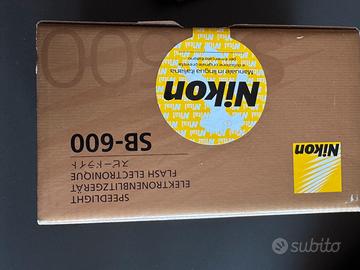 600
SPEEDLIGHT
ELEKTRONENBLITZGERÄT
FLASH ELECTRONIQUE
スピードライト
SB-600
Nikon
Manuale in lingua italiana
Nikon
subito